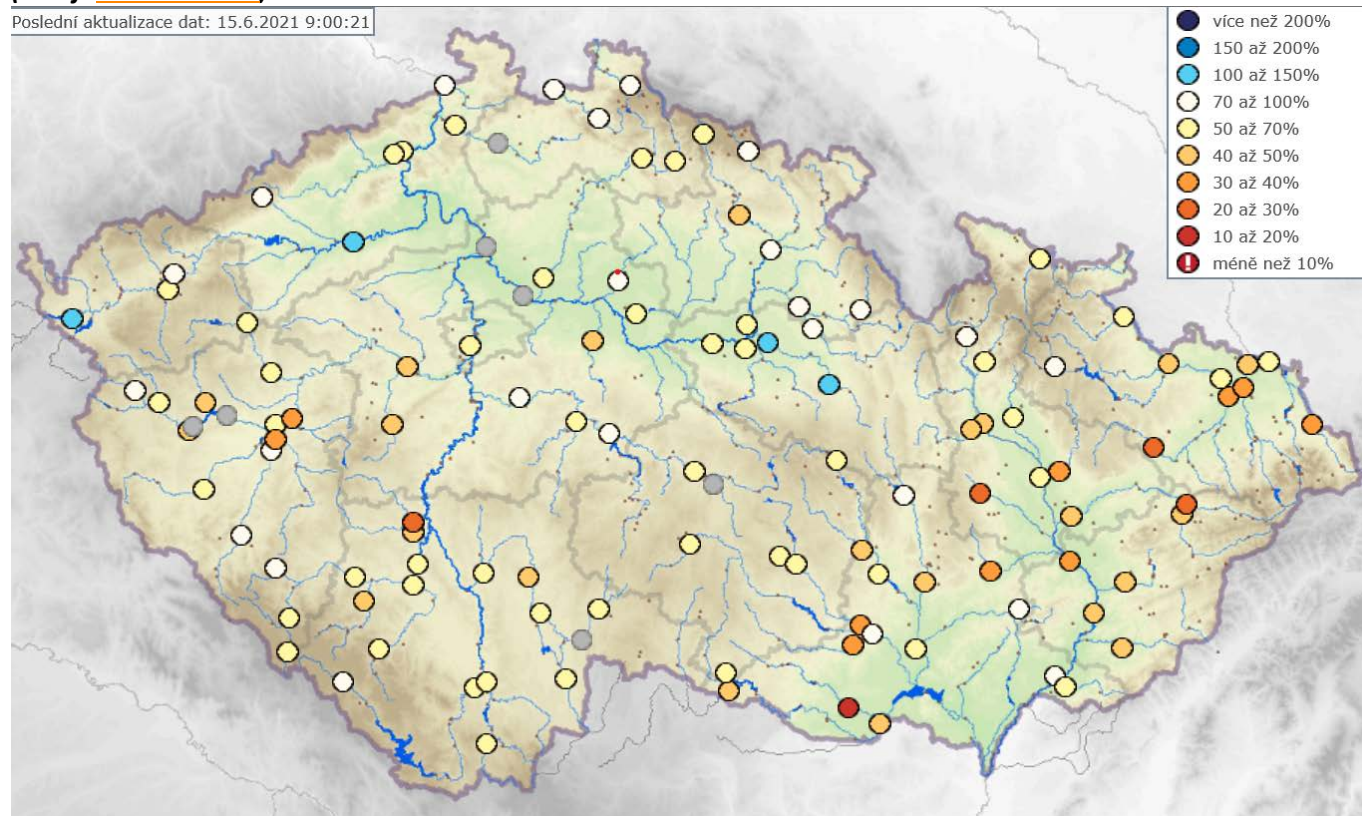 Poslední aktualizace dat: 15.6.2021 9:00:21
více než 200%
150 až 200%
100 až 150%
70 až 100%
50 až 70%
40 až 50%
30 až 40%
20 až 30%
10 až 20%
méně než 10%